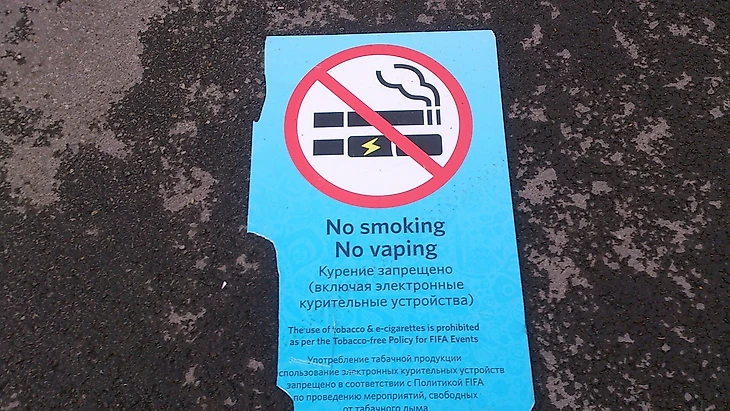 No smoking
No vaping
Курение запрещено
(включая электронные
курительные устройства)
The use of tobacco & e-cigarettes is prohibited
as per the Tobacco-free Policy for FIFA Events
Употребление табачной продукции
спользование электронных курительных устройств
запрещено в соответствии с Политикой FIFA
по проведению мероприятий, свободных
от табачного дыма